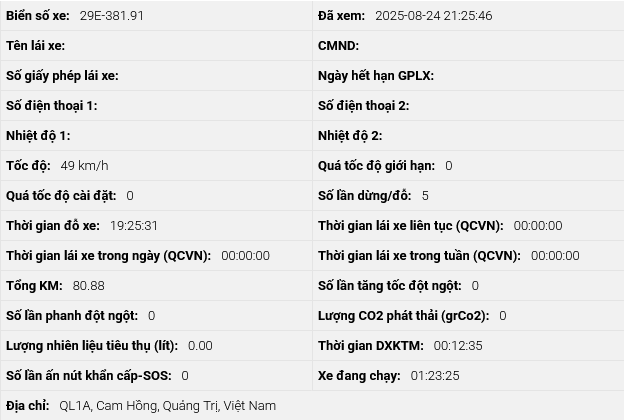 Biển số xe: 29E-381.91 Đã xem: 2025-08-24 21:25:46
Tên lái xe: CMND:
Số giấy phép lái xe: Ngày hết hạn GPLX:
Số điện thoại 1: Số điện thoại 2:
Nhiệt độ 1: Nhiệt độ 2:
Tốc độ: 49 km/h Quá tốc độ giới hạn: 0
Quá tốc độ cài đặt: 0 Số lần dừng/đỗ: 5
Thời gian đỗ xe: 19:25:31 Thời gian lái xe liên tục (QCVN): 00:00:00
Thời gian lái xe trong ngày (QCVN): 00:00:00 Thời gian lái xe trong tuần (QCVN): 00:00:00
Tổng KM: 80.88 Số lần tăng tốc đột ngột: 0
Số lần phanh đột ngột: 0 Lượng CO2 phát thải (grCo2): 0
Lượng nhiên liệu tiêu thụ (lít): 0.00 Thời gian DXKTM: 00:12:35
Số lần ấn nút khẩn cấp-SOS: 0 Xe đang chạy: 01:23:25
Địa chỉ: QL1A, Cam Hồng, Quảng Trị, Việt Nam